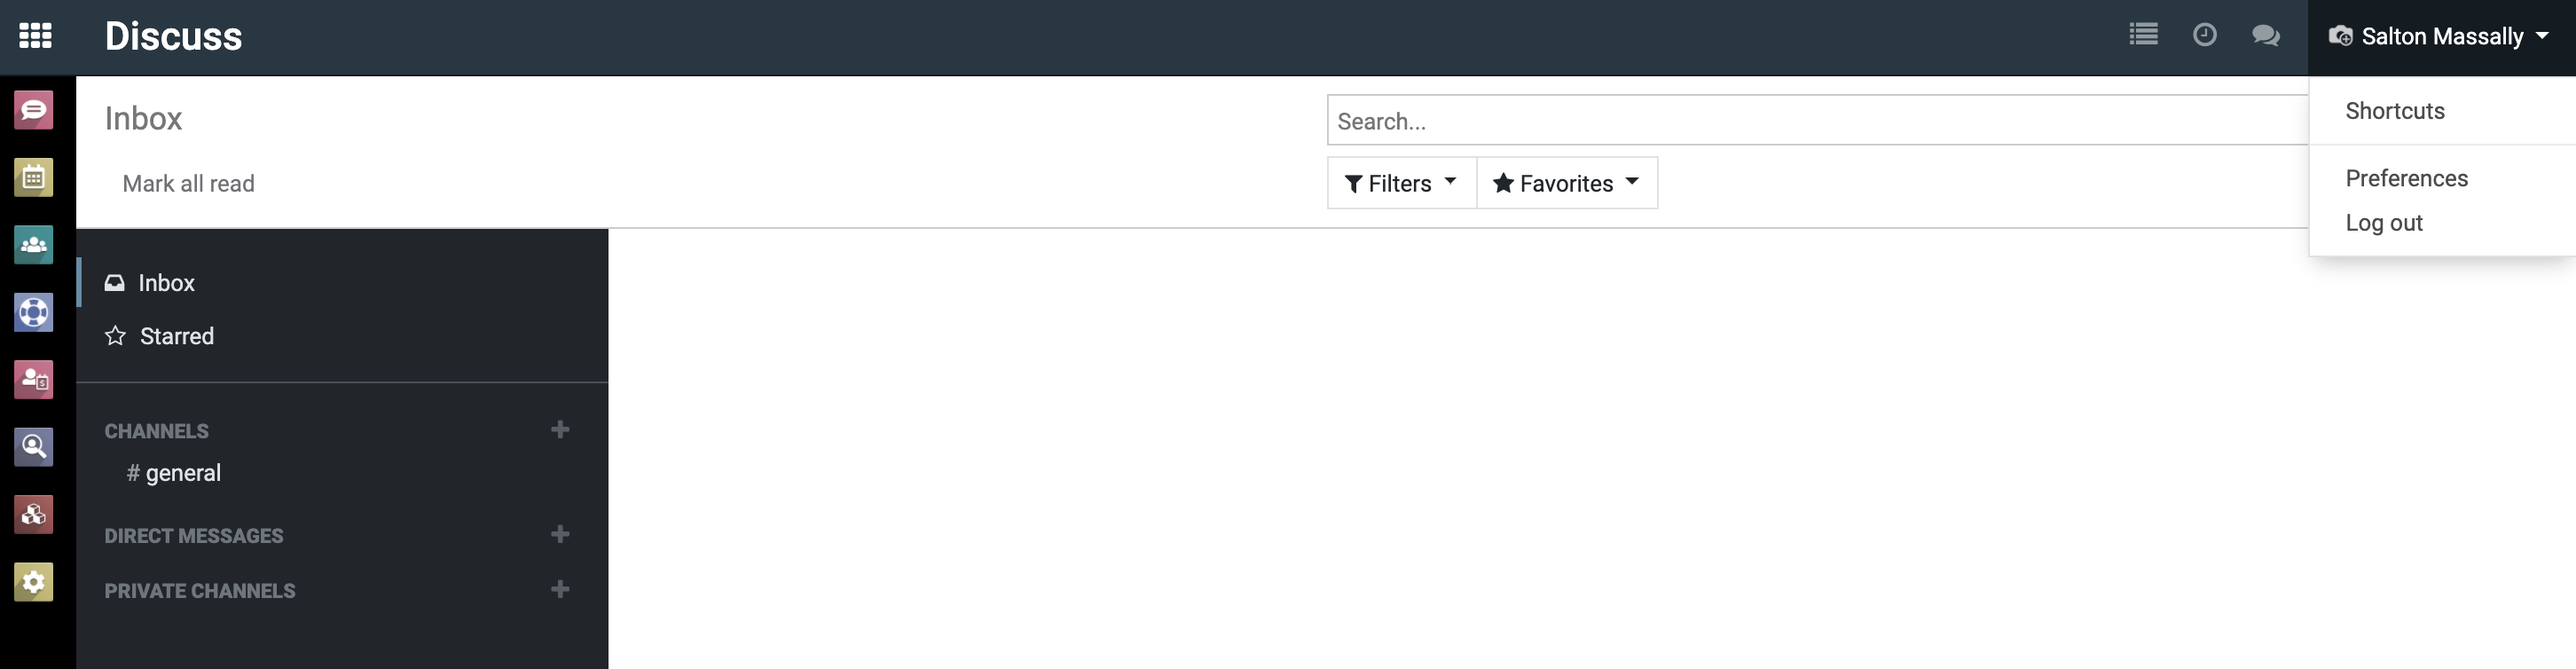 Discuss
Salton Massally
Inbox
Search...
Mark all read
Filters
Favorites
Shortcuts
Preferences
Log out
Inbox
Starred
CHANNELS
# general
DIRECT MESSAGES
PRIVATE CHANNELS